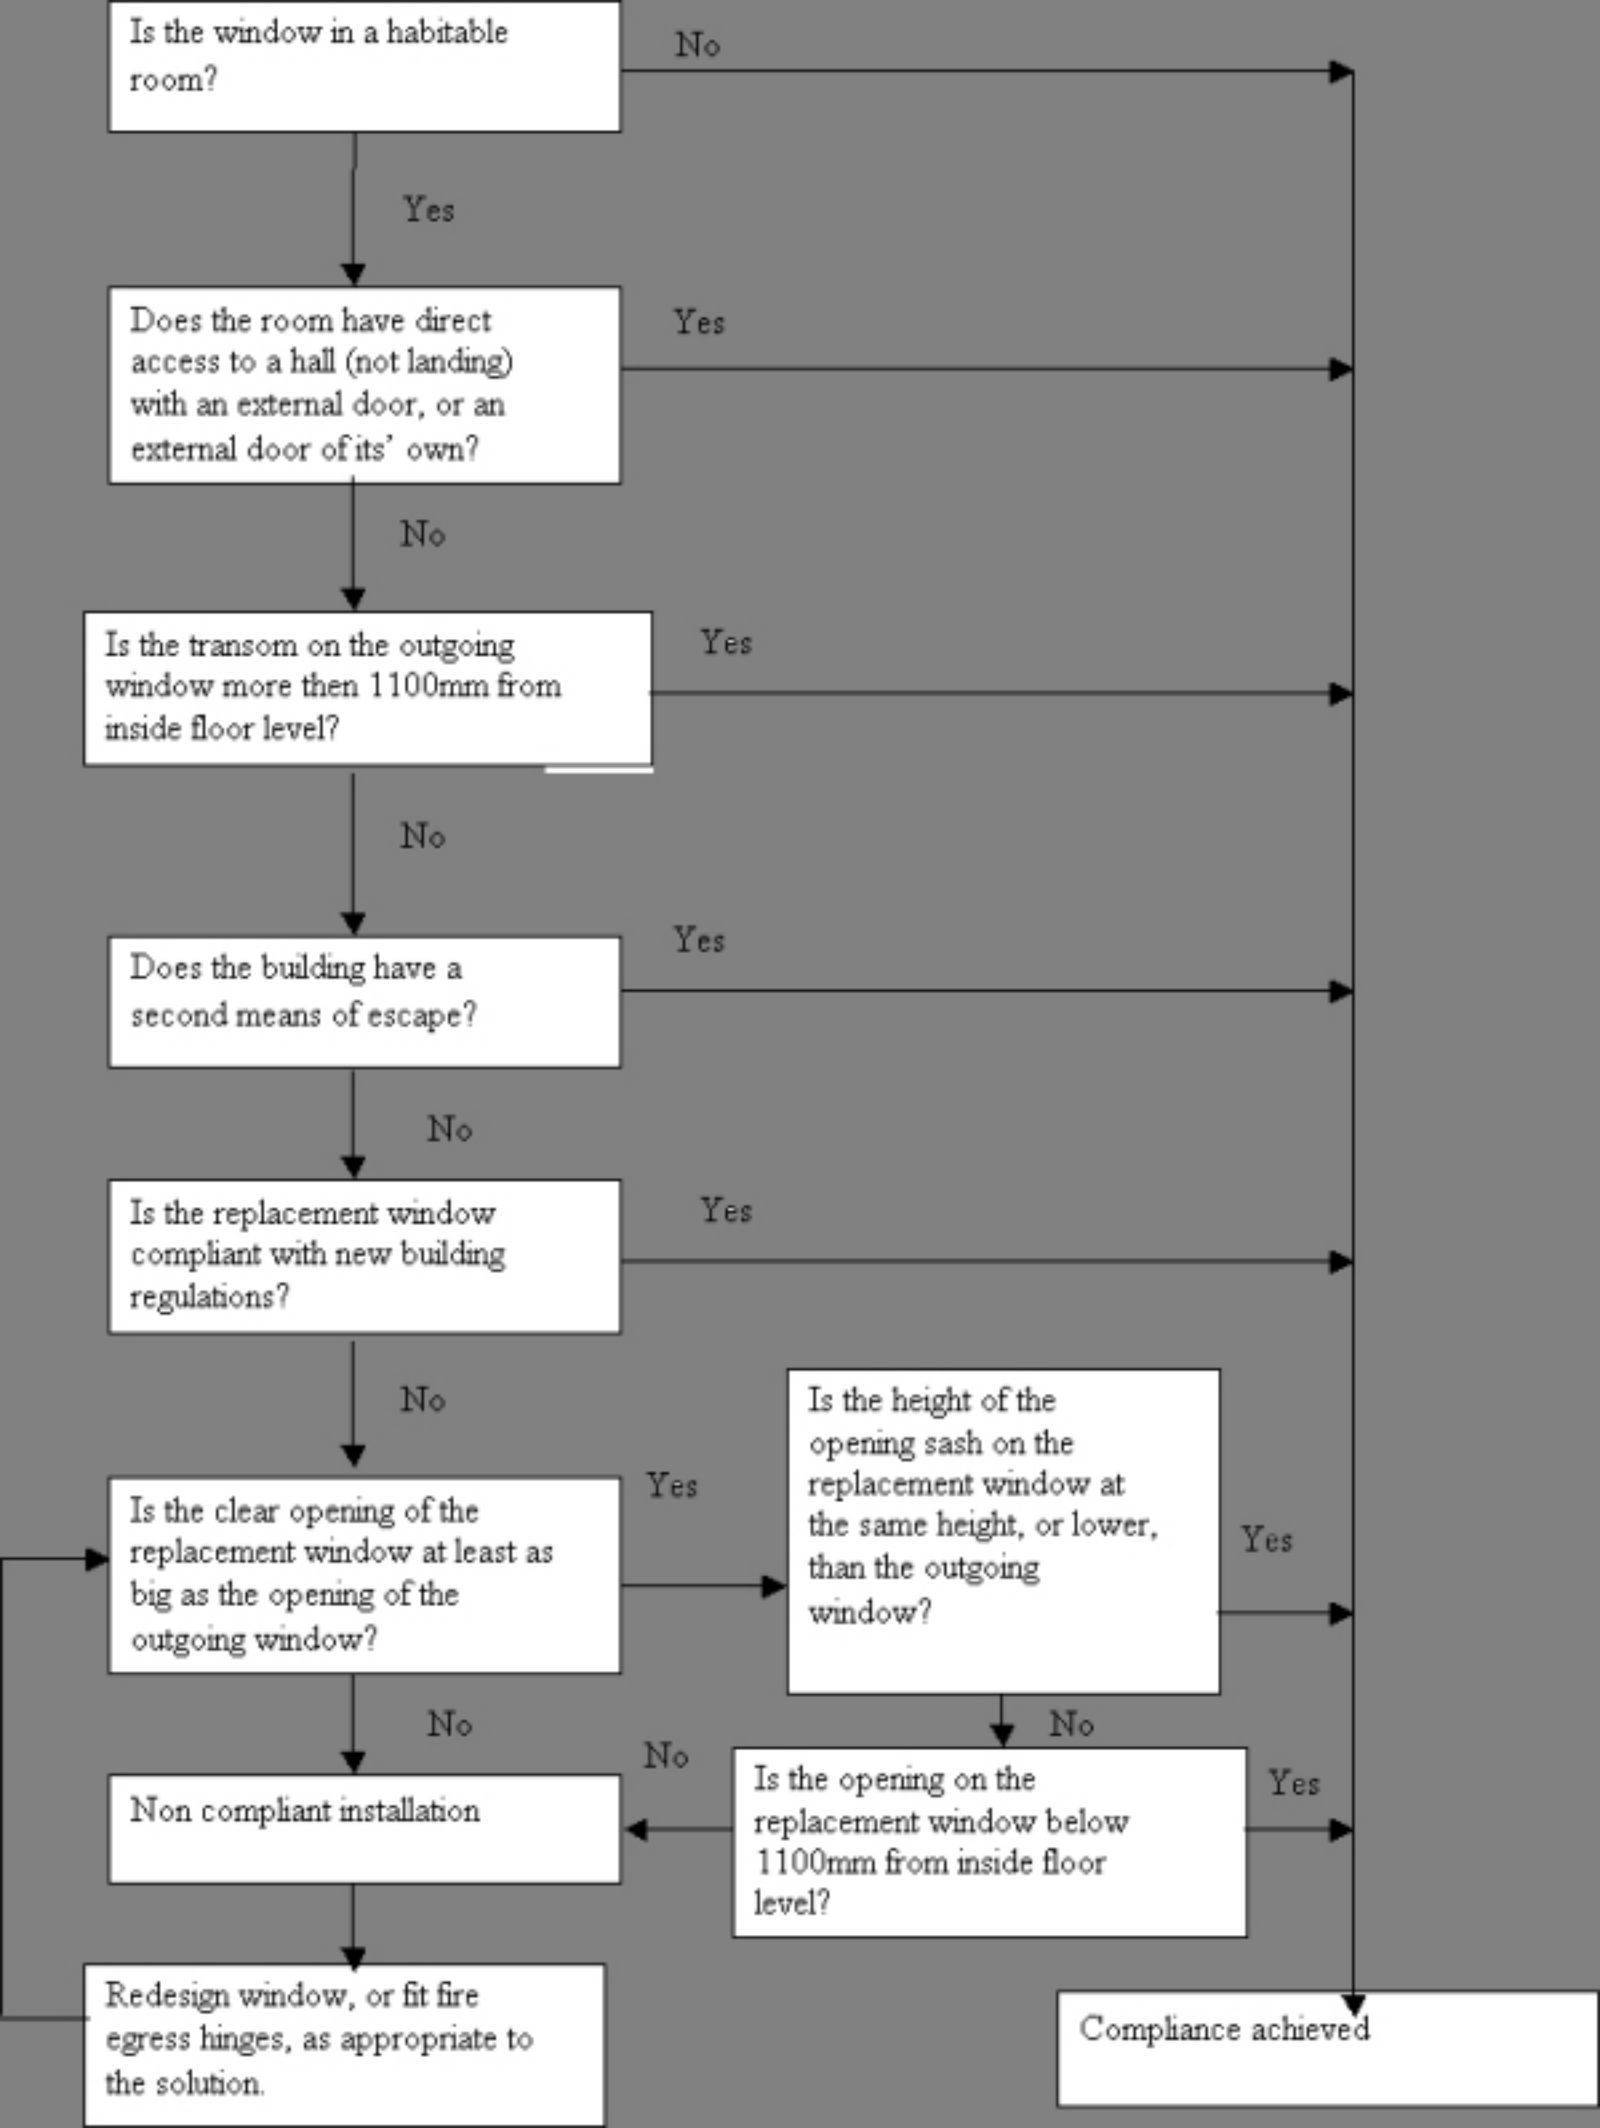 Is the window in a habitable
room?
No
Yes
Does the room have direct
access to a hall (not landing)
with an external door, or an
external door of its’ own?
Yes
No
Is the transom on the outgoing
window more then 1100mm from
inside floor level?
Yes
No
Does the building have a
second means of escape?
Yes
No
Is the replacement window
compliant with new building
regulations?
Yes
No
Is the clear opening of the
replacement window at least as
big as the opening of the
outgoing window?
Yes
Is the height of the
opening sash on the
replacement window at
the same height, or lower,
than the outgoing
window?
Yes
No
No
Is the opening on the
replacement window below
1100mm from inside floor
level?
Yes
No
Non compliant installation
Redesign window, or fit fire
egress hinges, as appropriate to
the solution.
Compliance achieved